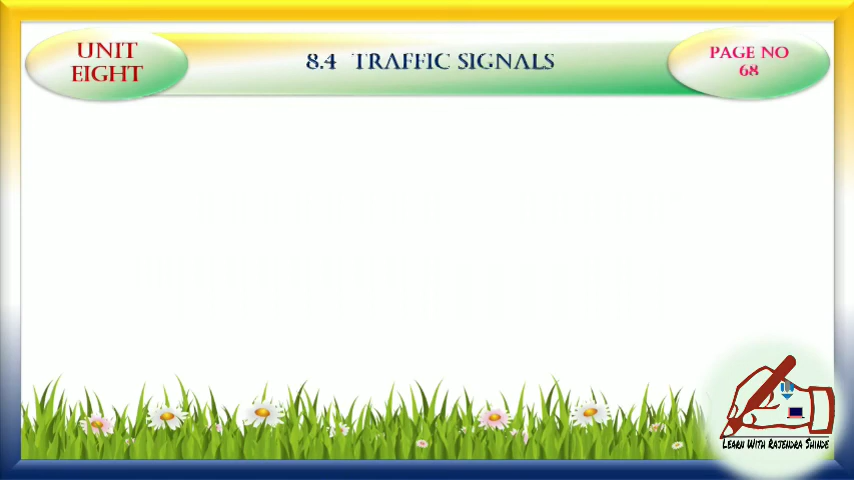 UNIT
EIGHT
8.4 TRAFFIC SIGNALS
PAGE NO
68
LEARN WITH RAJENDRA SHINDE